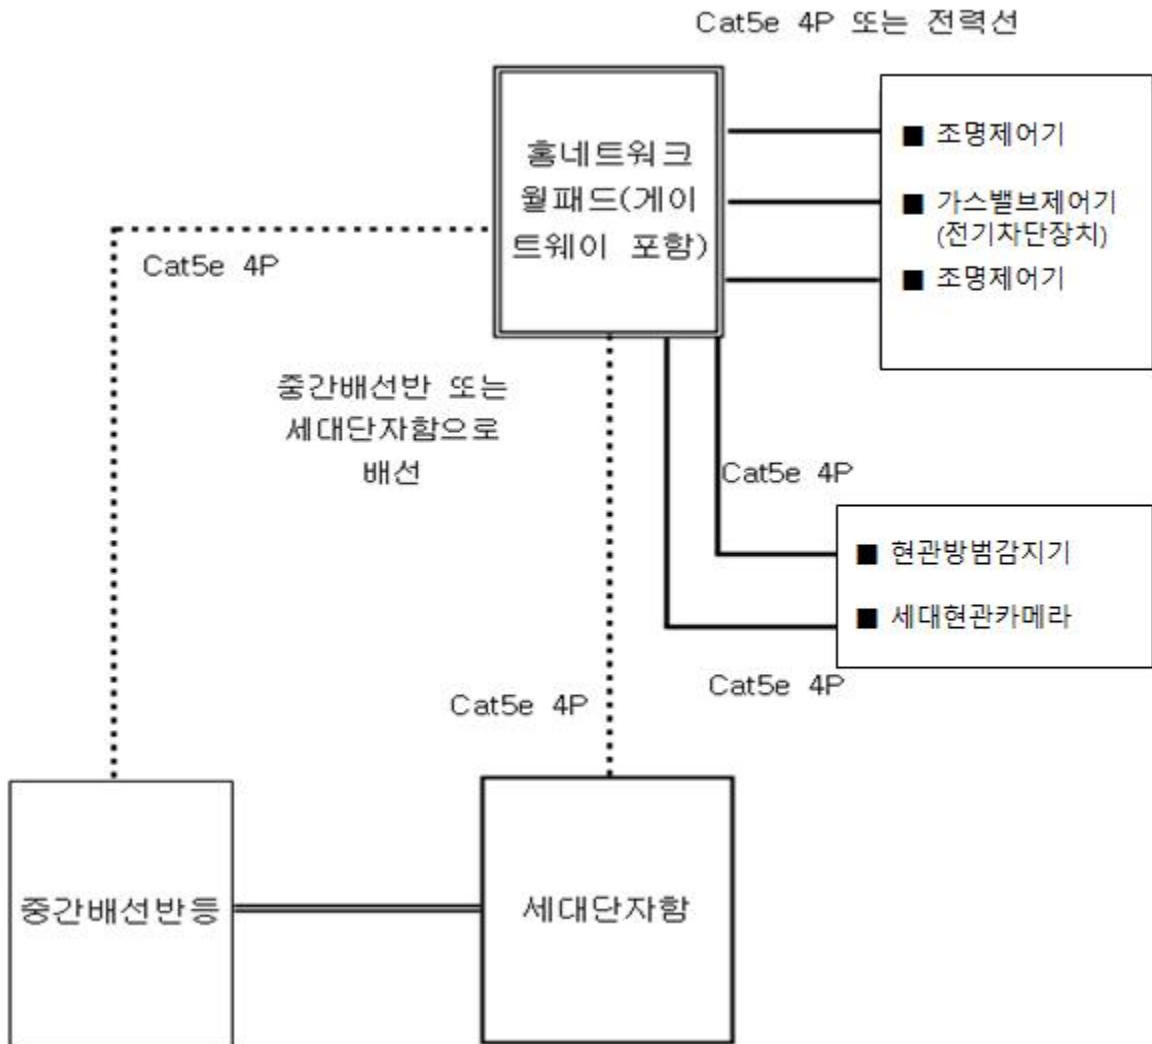 Cat5e 4P 또는 전력선
홈네트워크
월패드(게이
트웨이 포함)
■ 조명제어기
■ 가스밸브제어기
(전기차단장치)
■ 조명제어기
Cat5e 4P
중간배선반 또는
세대단자함으로
배선
Cat5e 4P
■ 현관방범감지기
■ 세대현관카메라
Cat5e 4P
Cat5e 4P
중간배선반등
세대단자함